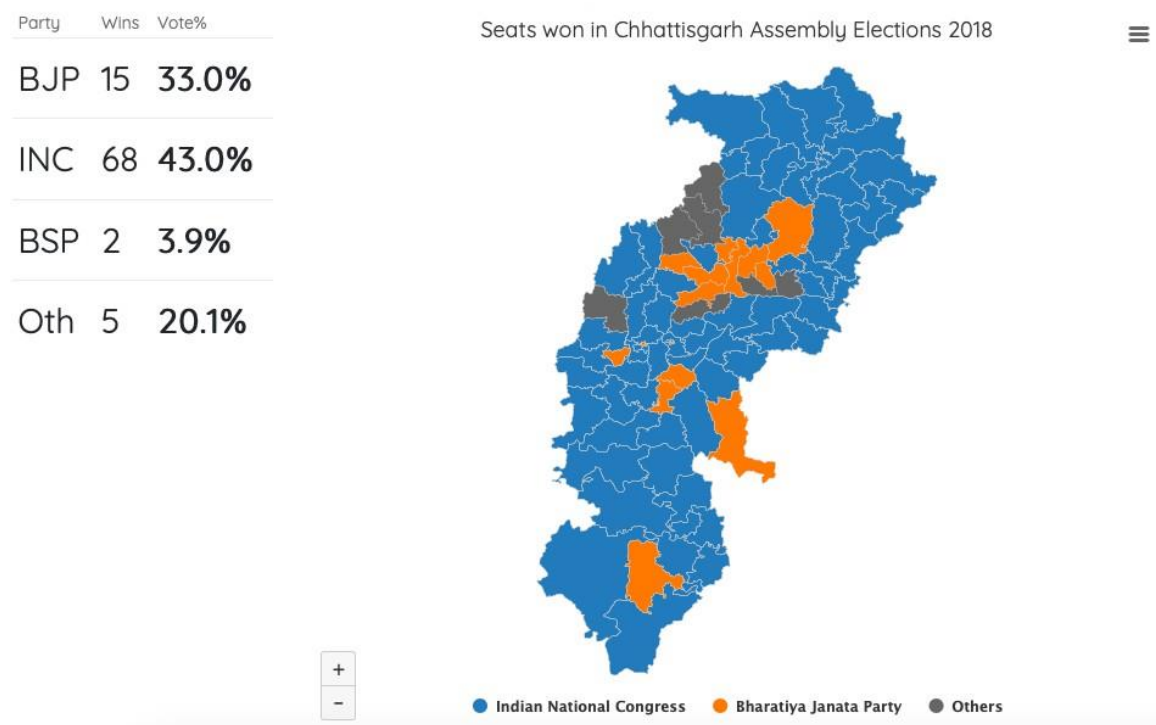 Party Wins Vote%
BJP 15 33.0%
INC 68 43.0%
BSP 2 3.9%
Oth 5 20.1%
Seats won in Chhattisgarh Assembly Elections 2018
+
−
Indian National Congress Bharatiya Janata Party Others